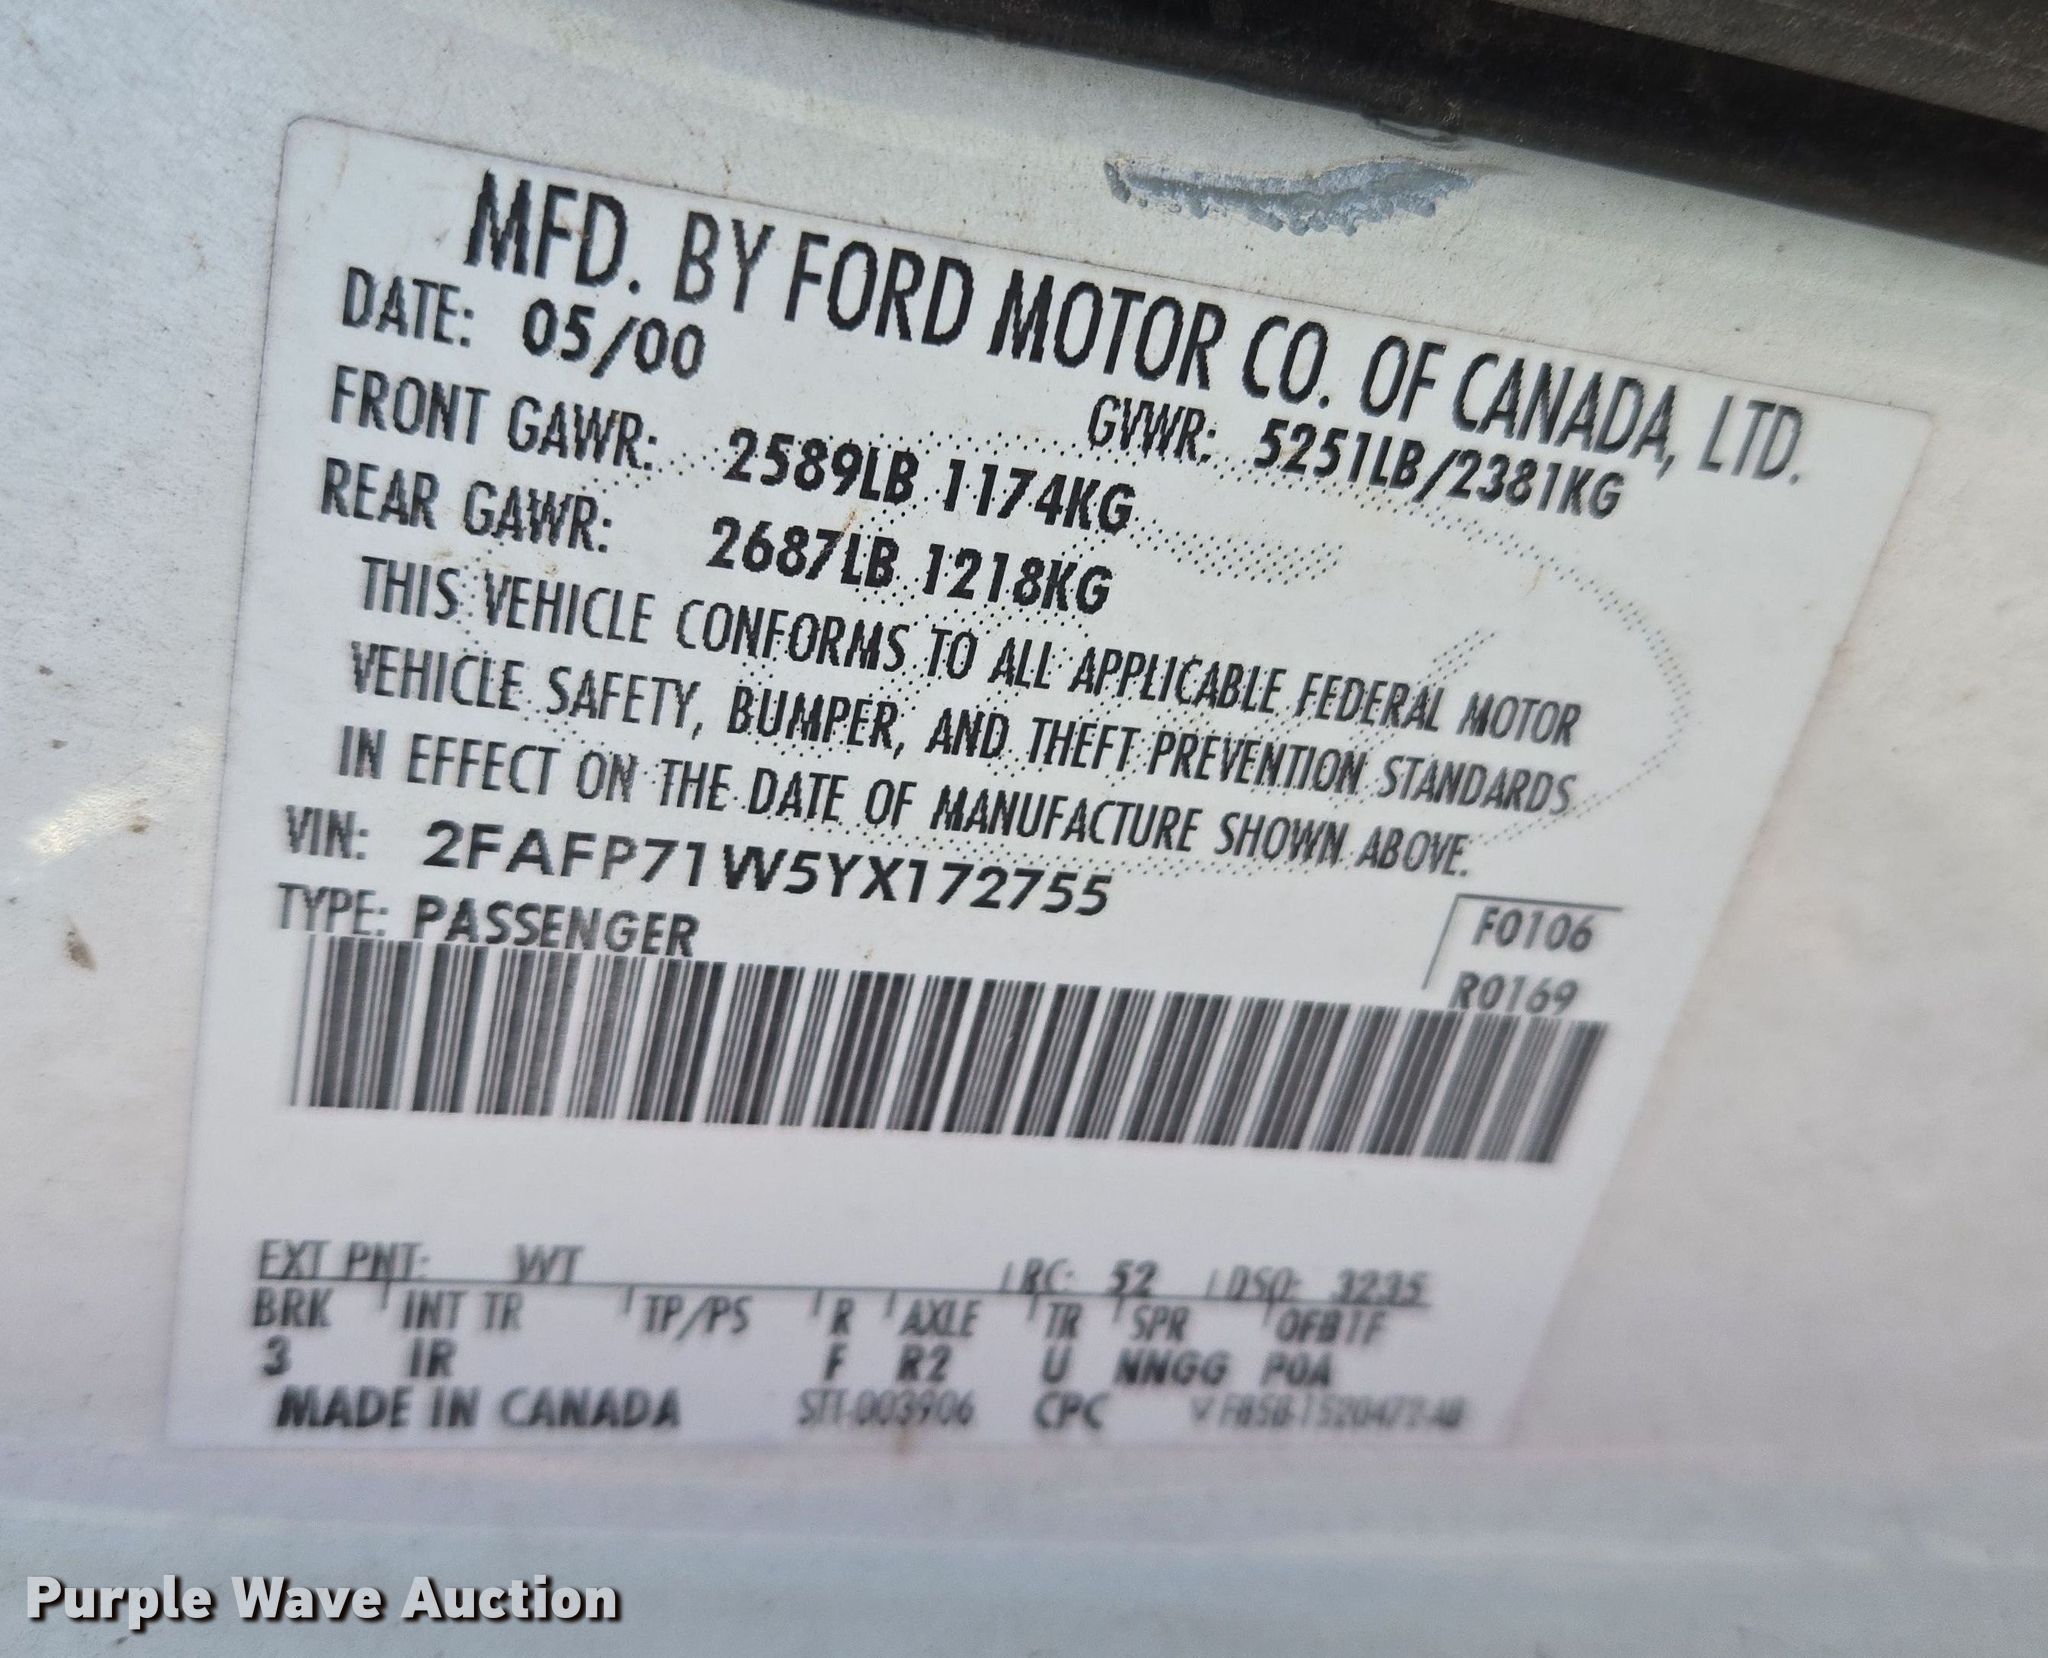 MFD. BY FORD MOTOR CO. OF CANADA, LTD.
DATE: 05/00
GVWR: 5251LB/2381KG
FRONT GAWR: 2589LB 1174KG
REAR GAWR: 2687LB 1218KG
THIS VEHICLE CONFORMS TO ALL APPLICABLE FEDERAL MOTOR
VEHICLE SAFETY, BUMPER, AND THEFT PREVENTION STANDARDS
IN EFFECT ON THE DATE OF MANUFACTURE SHOWN ABOVE.
VIN: 2FAFP71W5YX172755
TYPE: PASSENGER
F0106
R0169
EXT PNT: WT RC: 52 DSO: 3235
BRK INT TR TP/PS R AXLE TR SPR
3 IR F R2 U NNGG POA
MADE IN CANADA CPC
Purple Wave Auction